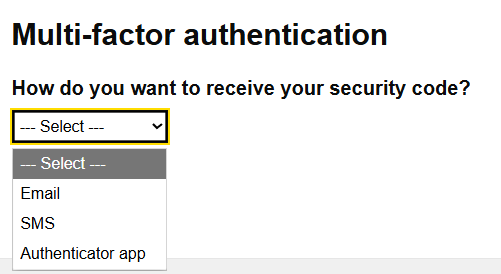 Multi-factor authentication
How do you want to receive your security code?
--- Select ---
--- Select ---
Email
SMS
Authenticator app